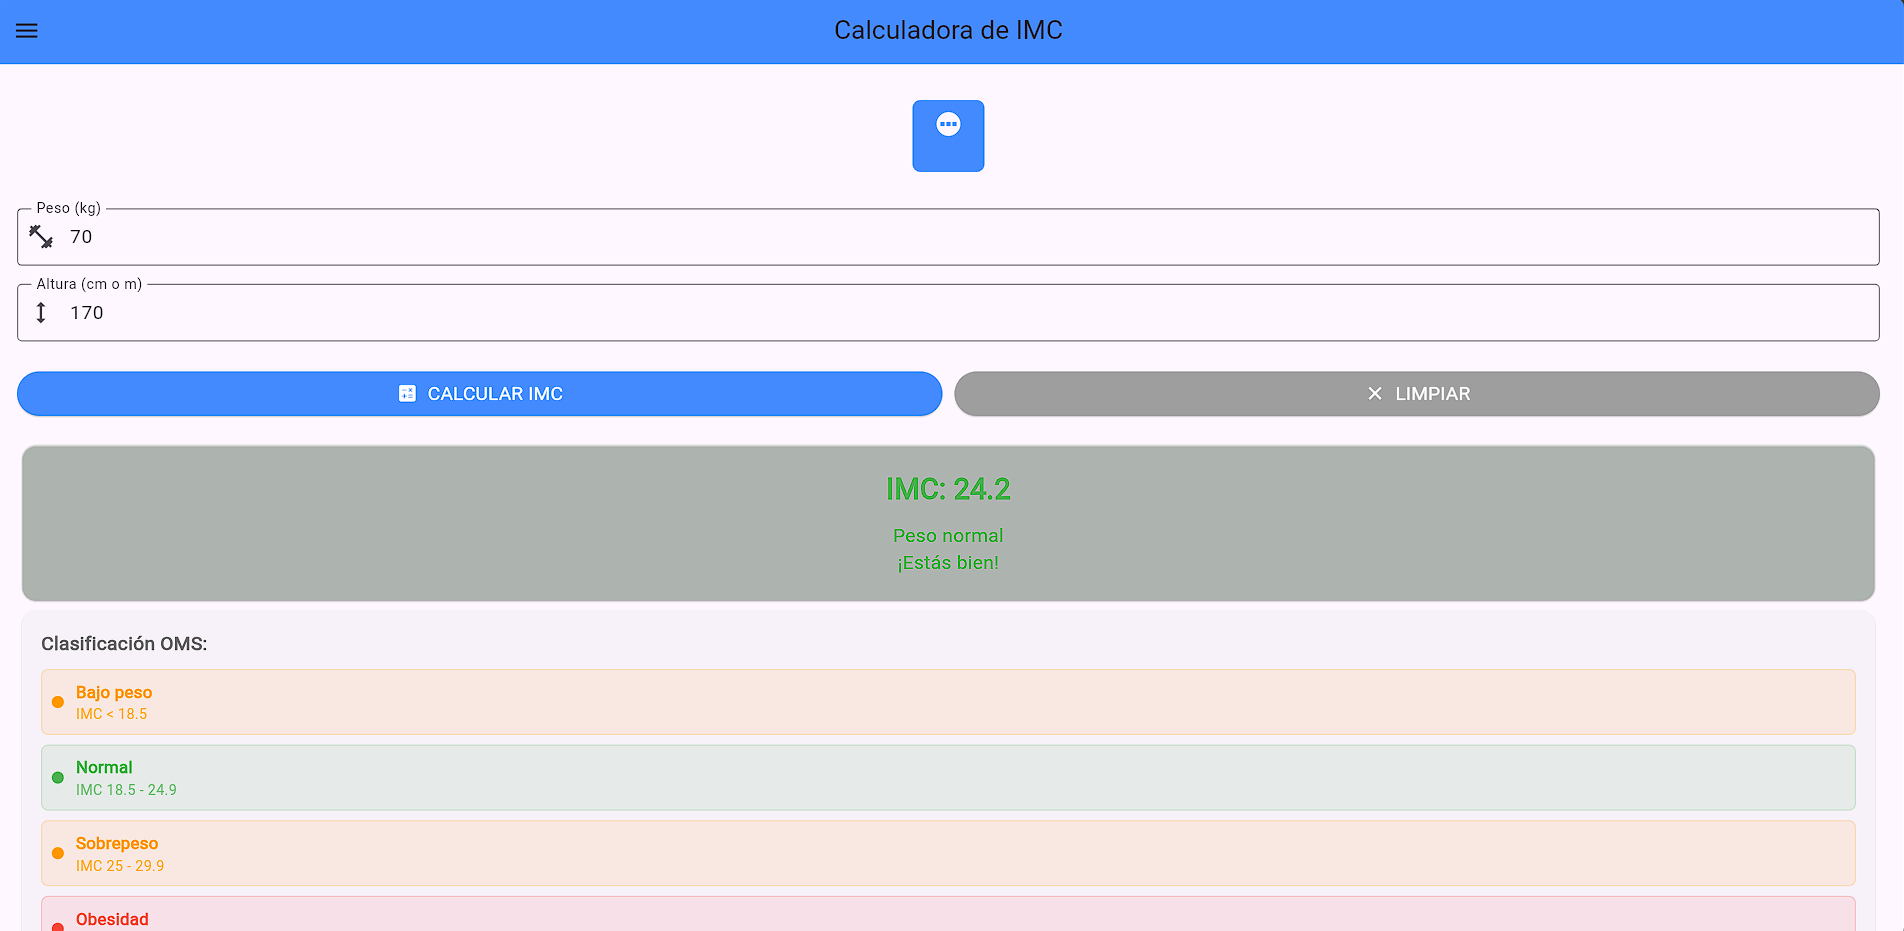 Calculadora de IMC
Peso (kg)
70
Altura (cm o m)
170
CALCULAR IMC
LIMPIAR
IMC: 24.2
Peso normal
¡Estás bien!
Clasificación OMS:
Bajo peso
IMC < 18.5
Normal
IMC 18.5 - 24.9
Sobrepeso
IMC 25 - 29.9
Obesidad